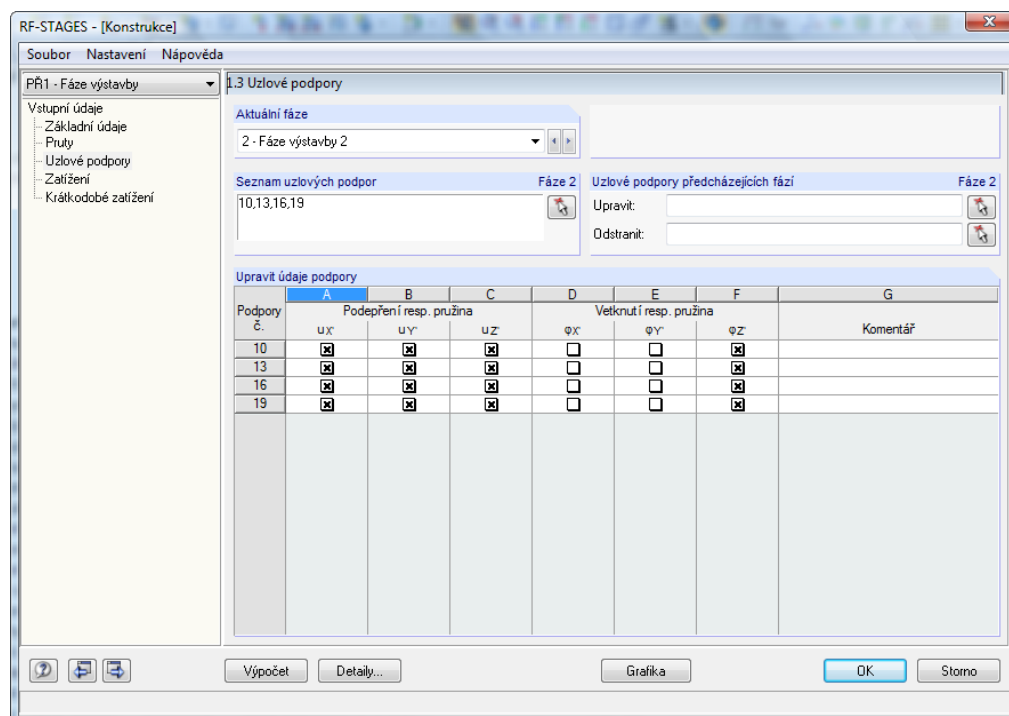 RF-STAGES - [Konstrukce]
Soubor Nastavení Nápověda
PŘ1 - Fáze výstavby
1.3 Uzlové podpory
Vstupní údaje
Základní údaje
Pruty
Uzlové podpory
Zatížení
Krátkodobé zatížení
Aktuální fáze
2 - Fáze výstavby 2
Seznam uzlových podpor Fáze 2
10,13,16,19
Uzlové podpory předcházejících fází Fáze 2
Upravit:
Odstranit:
Upravit údaje podpory
A B C D E F G
Podpory č. Podepření resp. pružina Vetknutí resp. pružina
uX' uY' uZ' φX' φY' φZ' Komentář
10
13
16
19
Výpočet Detaily... Grafika OK Storno